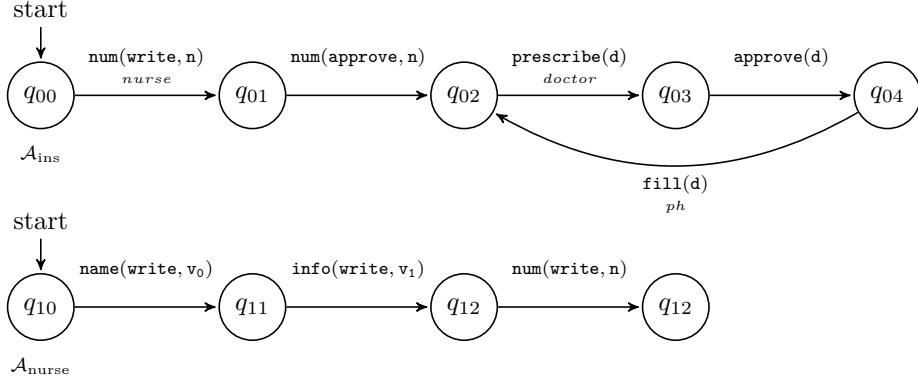 start
num(write, n) num(approve, n) prescribe(d) approve(d)
nurse doctor
q00 q01 q02 q03 q04
A_ins
fill(d)
ph
start
name(write, v0) info(write, v1) num(write, n)
q10 q11 q12 q12
A_nurse